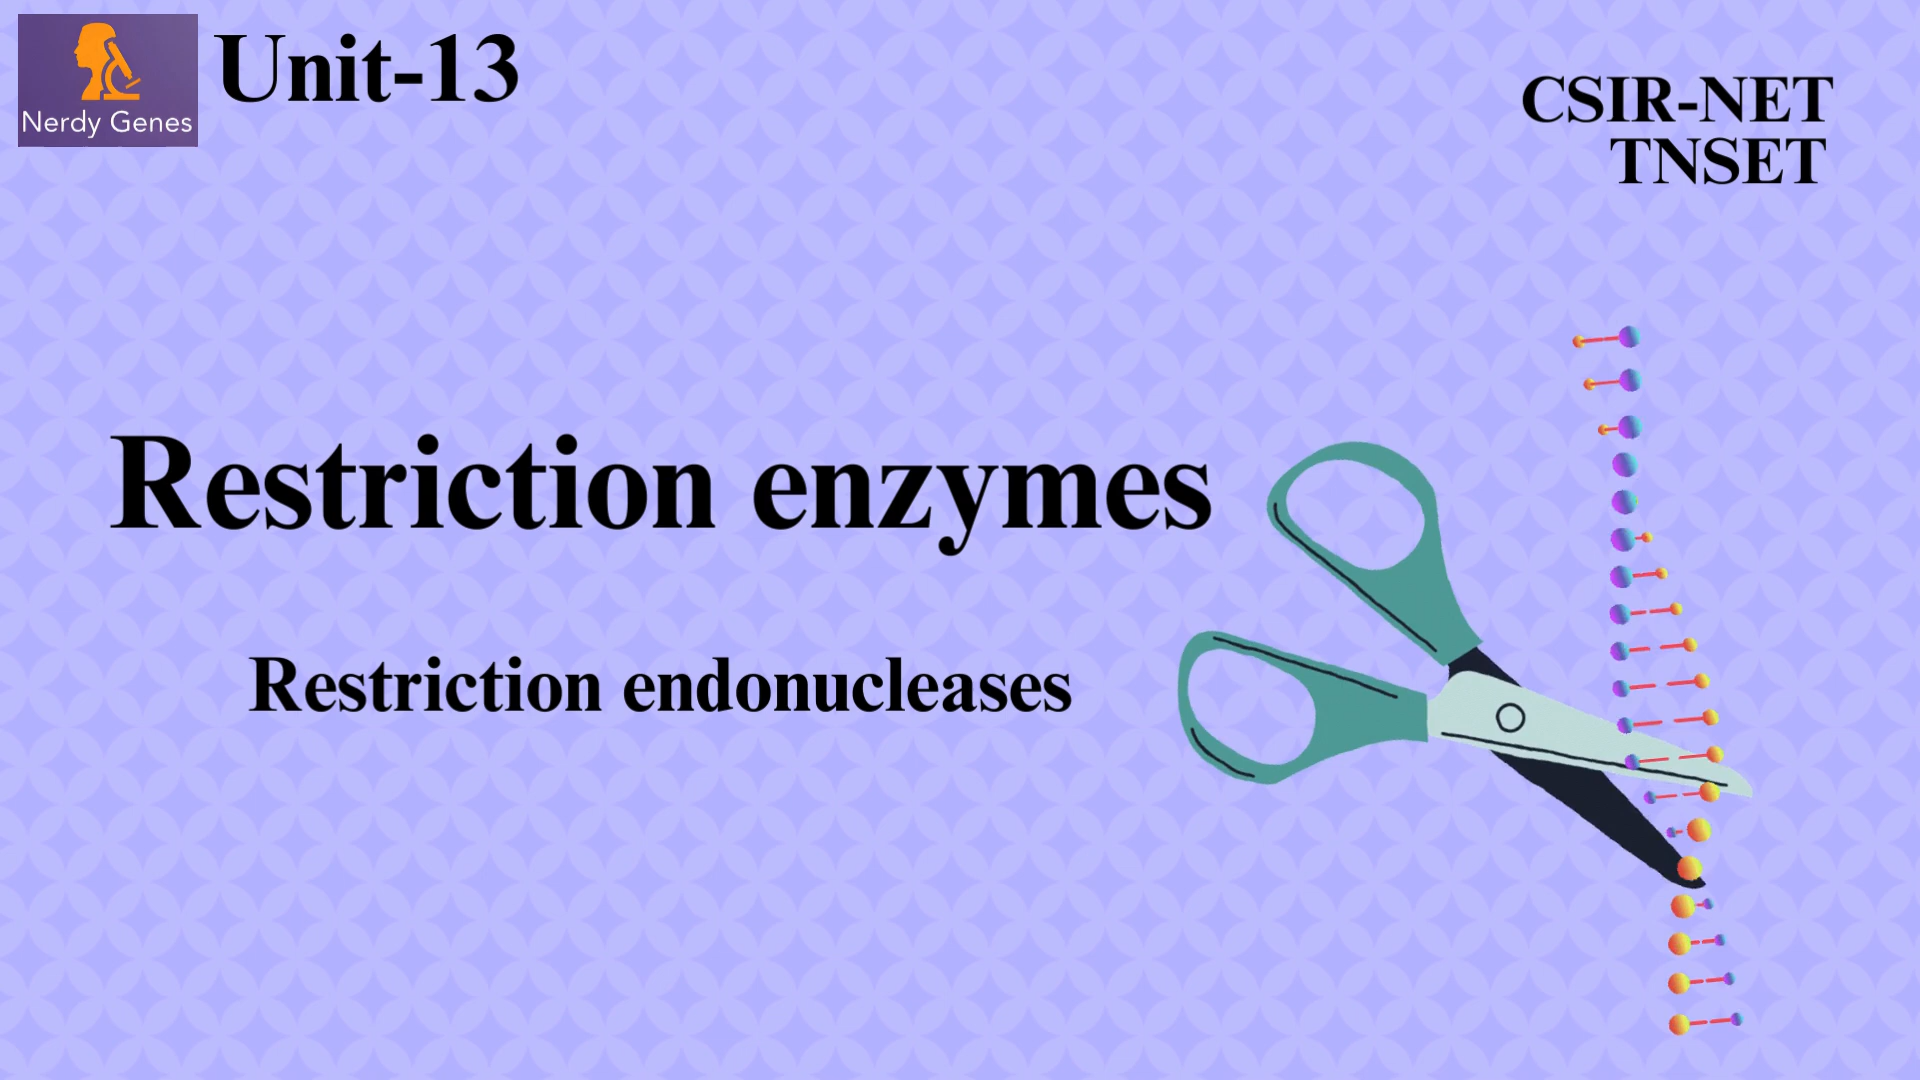 Nerdy Genes
Unit-13
CSIR-NET
TNSET
Restriction enzymes
Restriction endonucleases